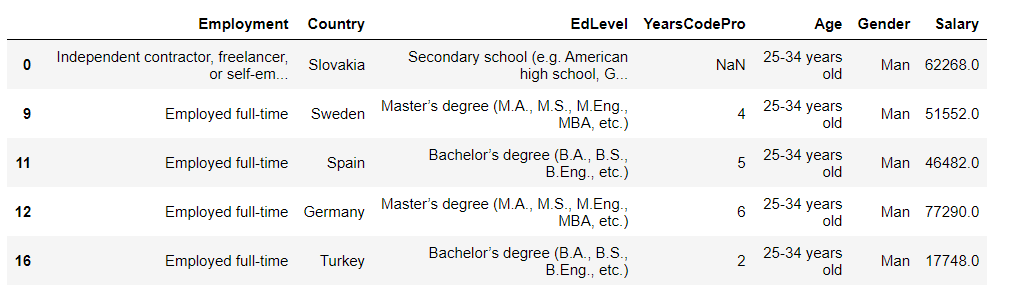 Employment Country EdLevel YearsCodePro Age Gender Salary
0 Independent contractor, freelancer, or self-em... Slovakia Secondary school (e.g. American high school, G... NaN 25-34 years old Man 62268.0
9 Employed full-time Sweden Master’s degree (M.A., M.S., M.Eng., MBA, etc.) 4 25-34 years old Man 51552.0
11 Employed full-time Spain Bachelor’s degree (B.A., B.S., B.Eng., etc.) 5 25-34 years old Man 46482.0
12 Employed full-time Germany Master’s degree (M.A., M.S., M.Eng., MBA, etc.) 6 25-34 years old Man 77290.0
16 Employed full-time Turkey Bachelor’s degree (B.A., B.S., B.Eng., etc.) 2 25-34 years old Man 17748.0